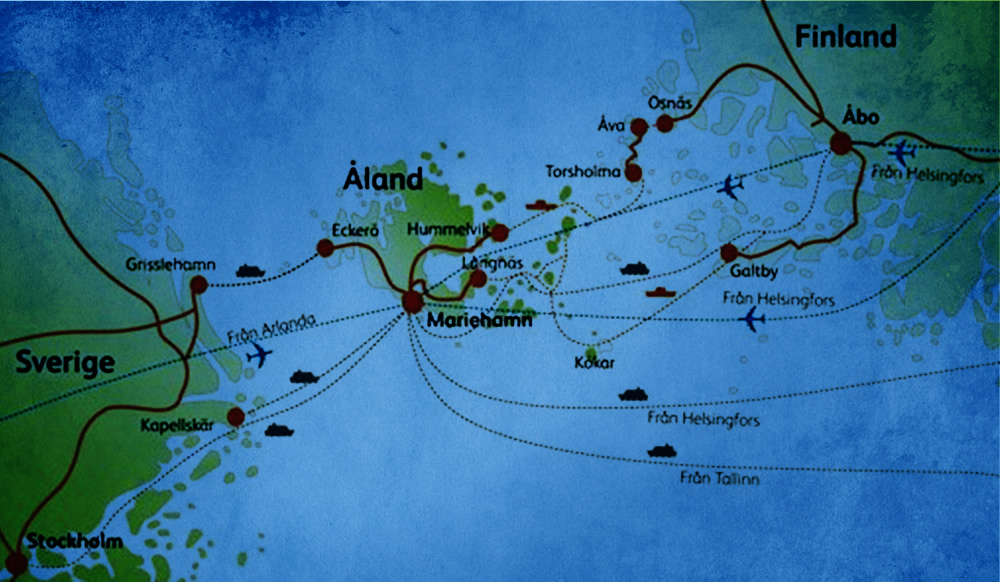 Finland
Osnäs
Åva
Åbo
Torsholma
Från Helsingfors
Åland
Eckerö
Hummelvik
Grisslehamn
Långnäs
Galtby
Från Helsingfors
Mariehamn
Från Arlanda
Sverige
Kökar
Kapellskär
Från Helsingfors
Från Tallinn
Stockholm